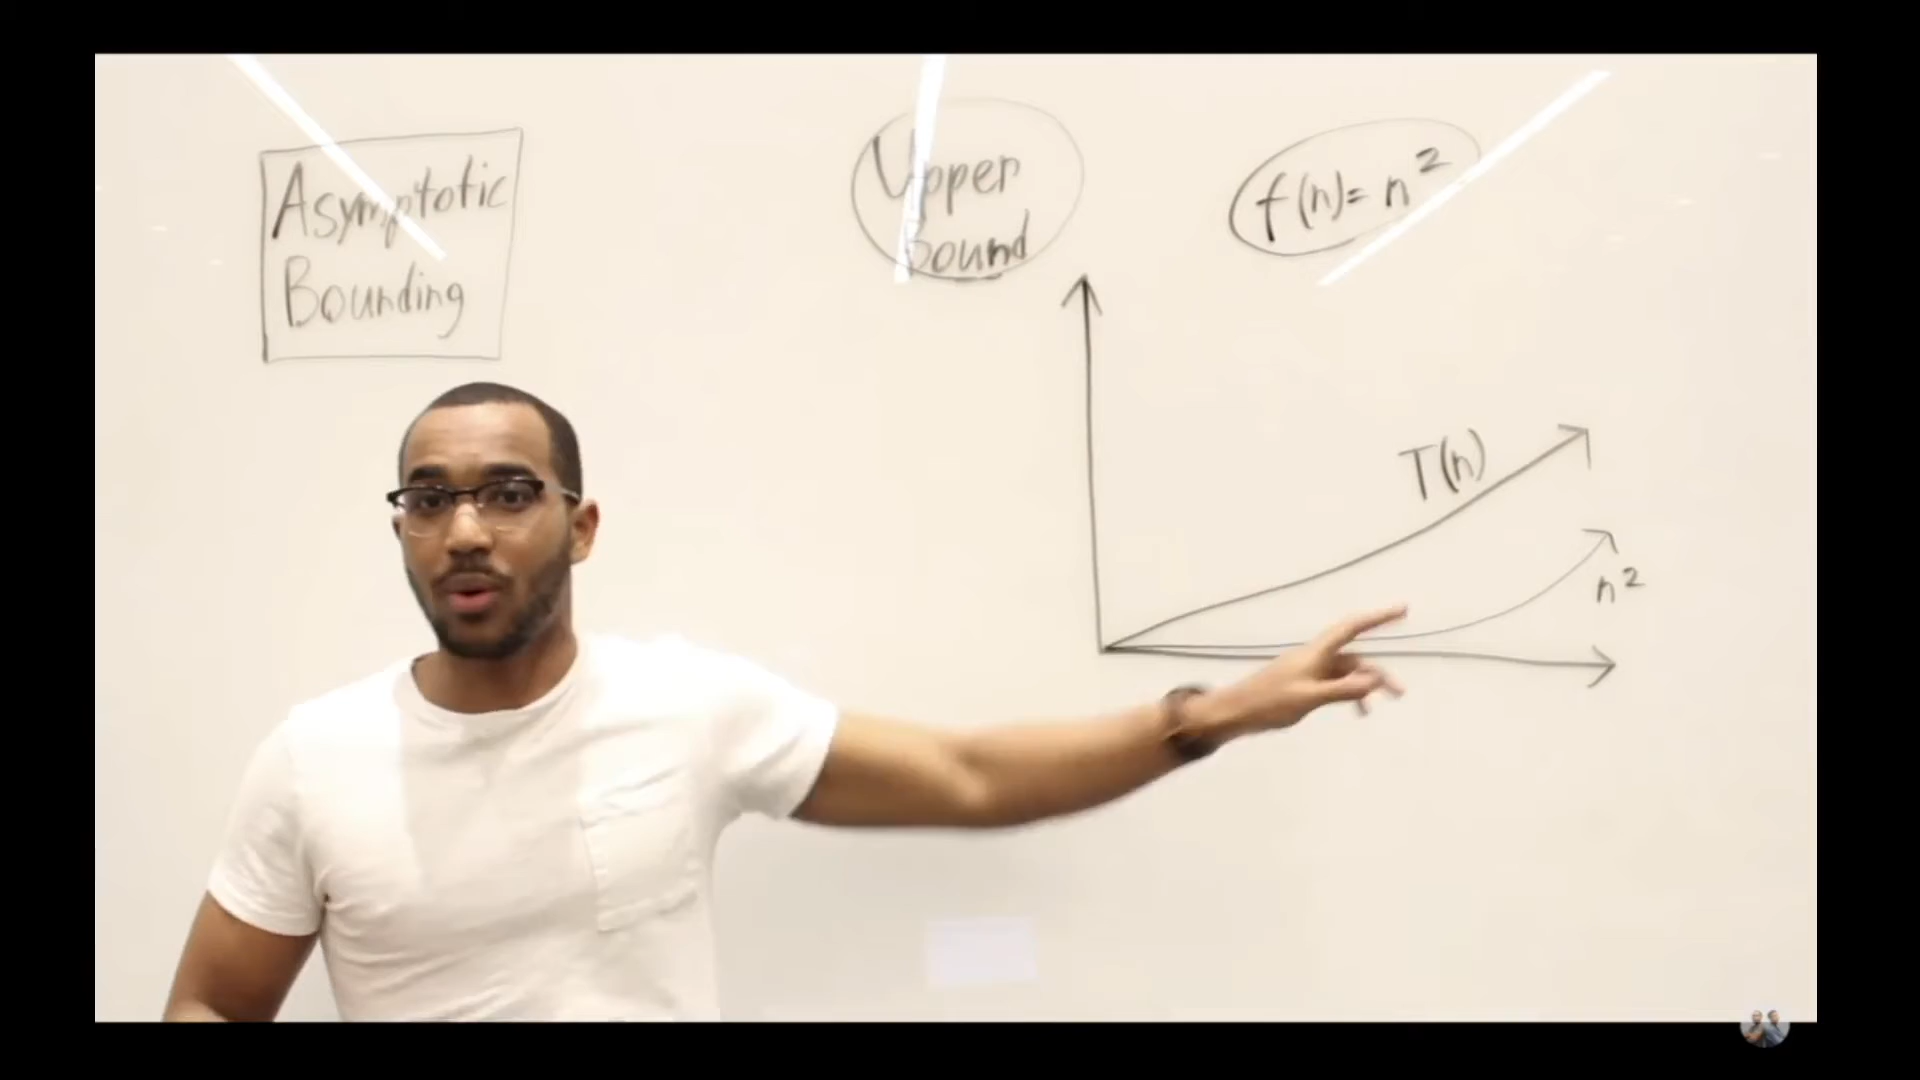 Asymptotic
Bounding
Upper
Bound
f(n)= n²
T(n)
n²